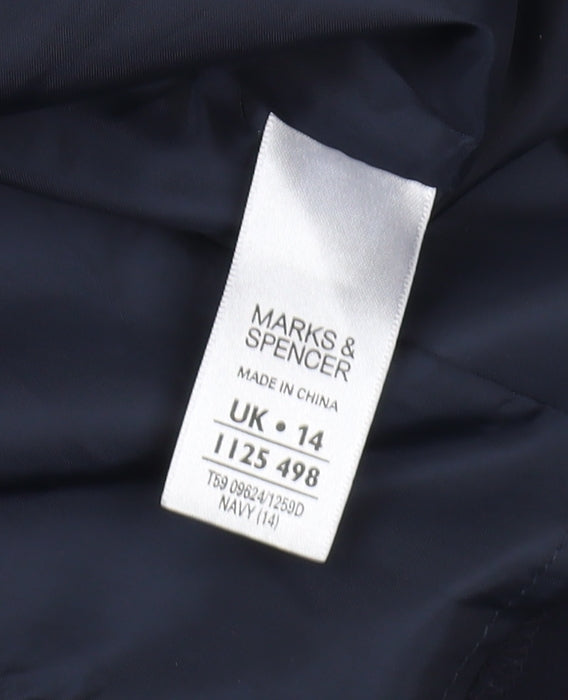 MARKS &
SPENCER
MADE IN CHINA
UK • 14
1125 498
T59 09624/1259D
NAVY (14)